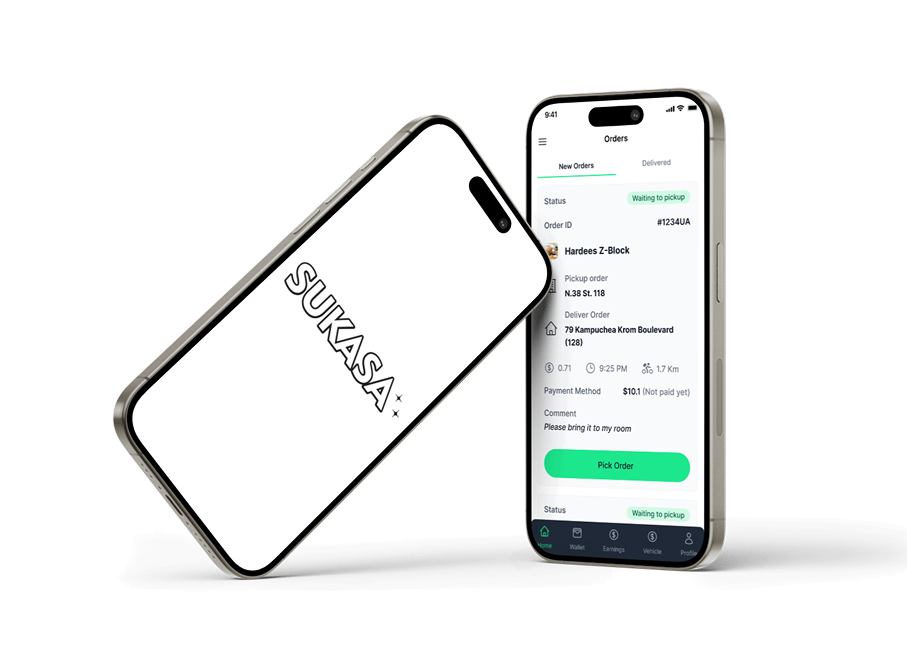 SUKASA
9:41
Orders
New Orders
Delivered
Status
Waiting to pickup
Order ID
#1234UA
Hardees Z-Block
Pickup order
N.38 St. 118
Deliver Order
79 Kampuchea Krom Boulevard
(128)
0.71
9:25 PM
1.7 Km
Payment Method
$10.1 (Not paid yet)
Comment
Please bring it to my room
Pick Order
Status
Waiting to pickup
Home
Wallet
Earnings
Vehicle
Profile